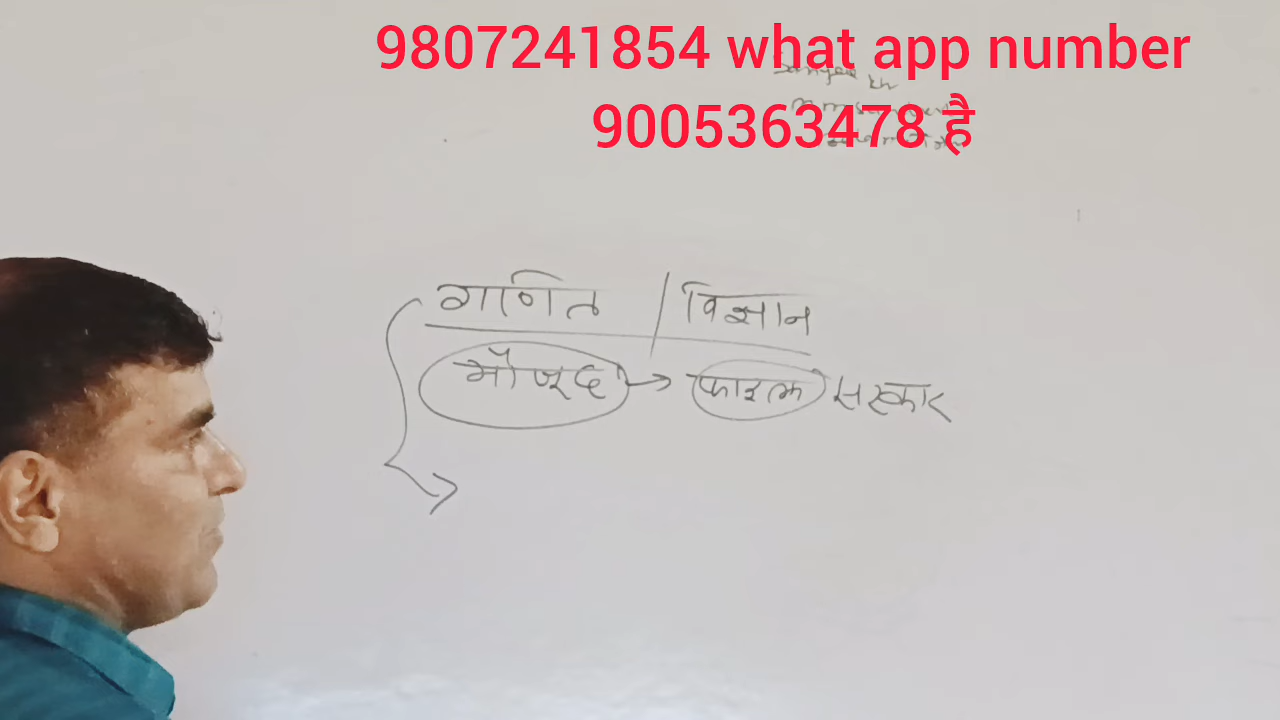 9807241854 what app number
9005363478 है
गणित / विज्ञान
मौजूद → फाइल सरकार